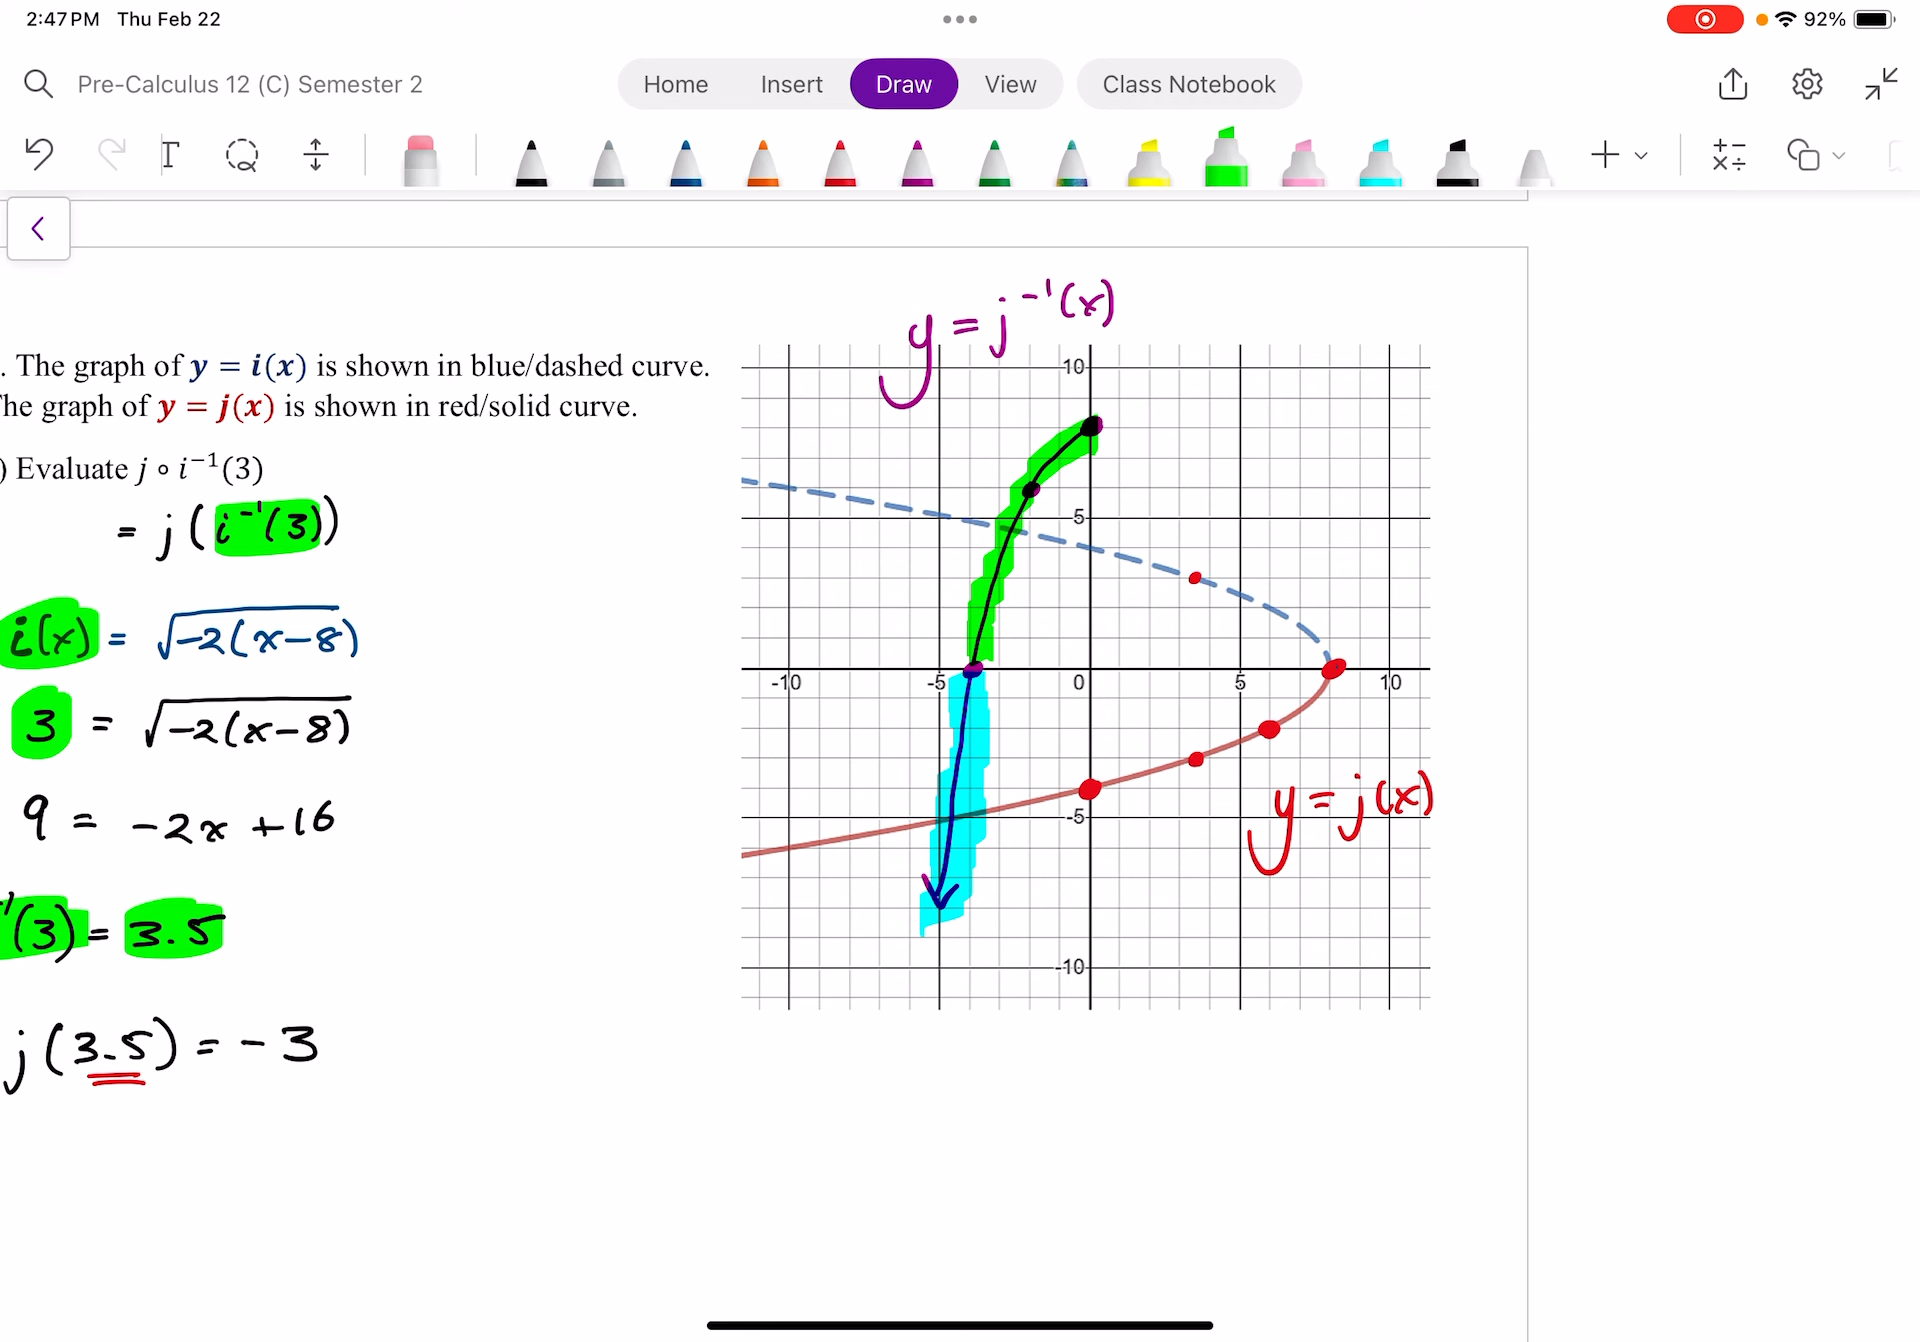 2:47 PM Thu Feb 22
92%
Pre-Calculus 12 (C) Semester 2
Home Insert Draw View Class Notebook
. The graph of y = i(x) is shown in blue/dashed curve.
he graph of y = j(x) is shown in red/solid curve.
) Evaluate j ∘ i⁻¹(3)
= j(i⁻¹(3))
i(x) = √-2(x-8)
3 = √-2(x-8)
9 = -2x +16
⁻¹(3) = 3.5
j(3.5) = -3
y = j⁻¹(x)
10
5
-10 -5 0 5 10
-5
y = j(x)
-10